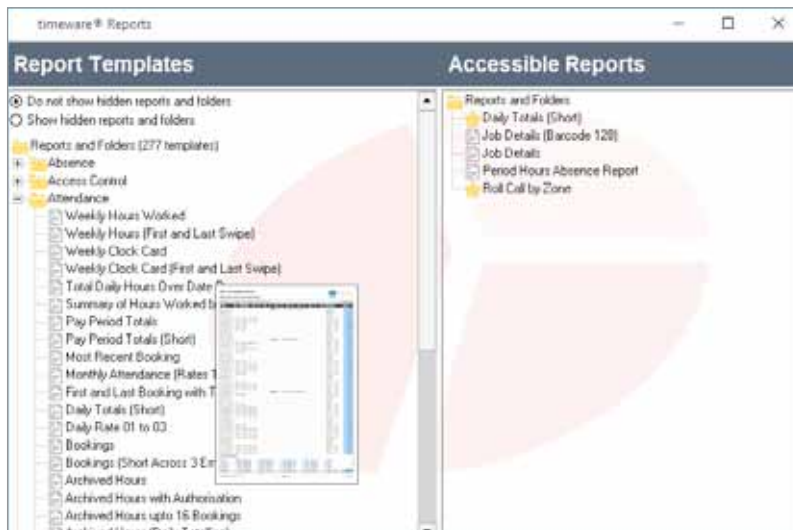 timeware® Reports
Report Templates
Do not show hidden reports and folders
Show hidden reports and folders
Reports and Folders (277 templates)
Absence
Access Control
Attendance
Weekly Hours Worked
Weekly Hours (First and Last Swipe)
Weekly Clock Card
Weekly Clock Card (First and Last Swipe)
Total Daily Hours Over Date
Summary of Hours Worked
Pay Period Totals
Pay Period Totals (Short)
Most Recent Booking
Monthly Attendance (Rates
First and Last Booking with
Daily Totals (Short)
Daily Rate 01 to 03
Bookings
Bookings (Short Across 3
Archived Hours
Archived Hours with Authorisation
Archived Hours upto 16 Bookings
Accessible Reports
Reports and Folders
Daily Totals (Short)
Job Details (Barcode 128)
Job Details
Period Hours Absence Report
Roll Call by Zone